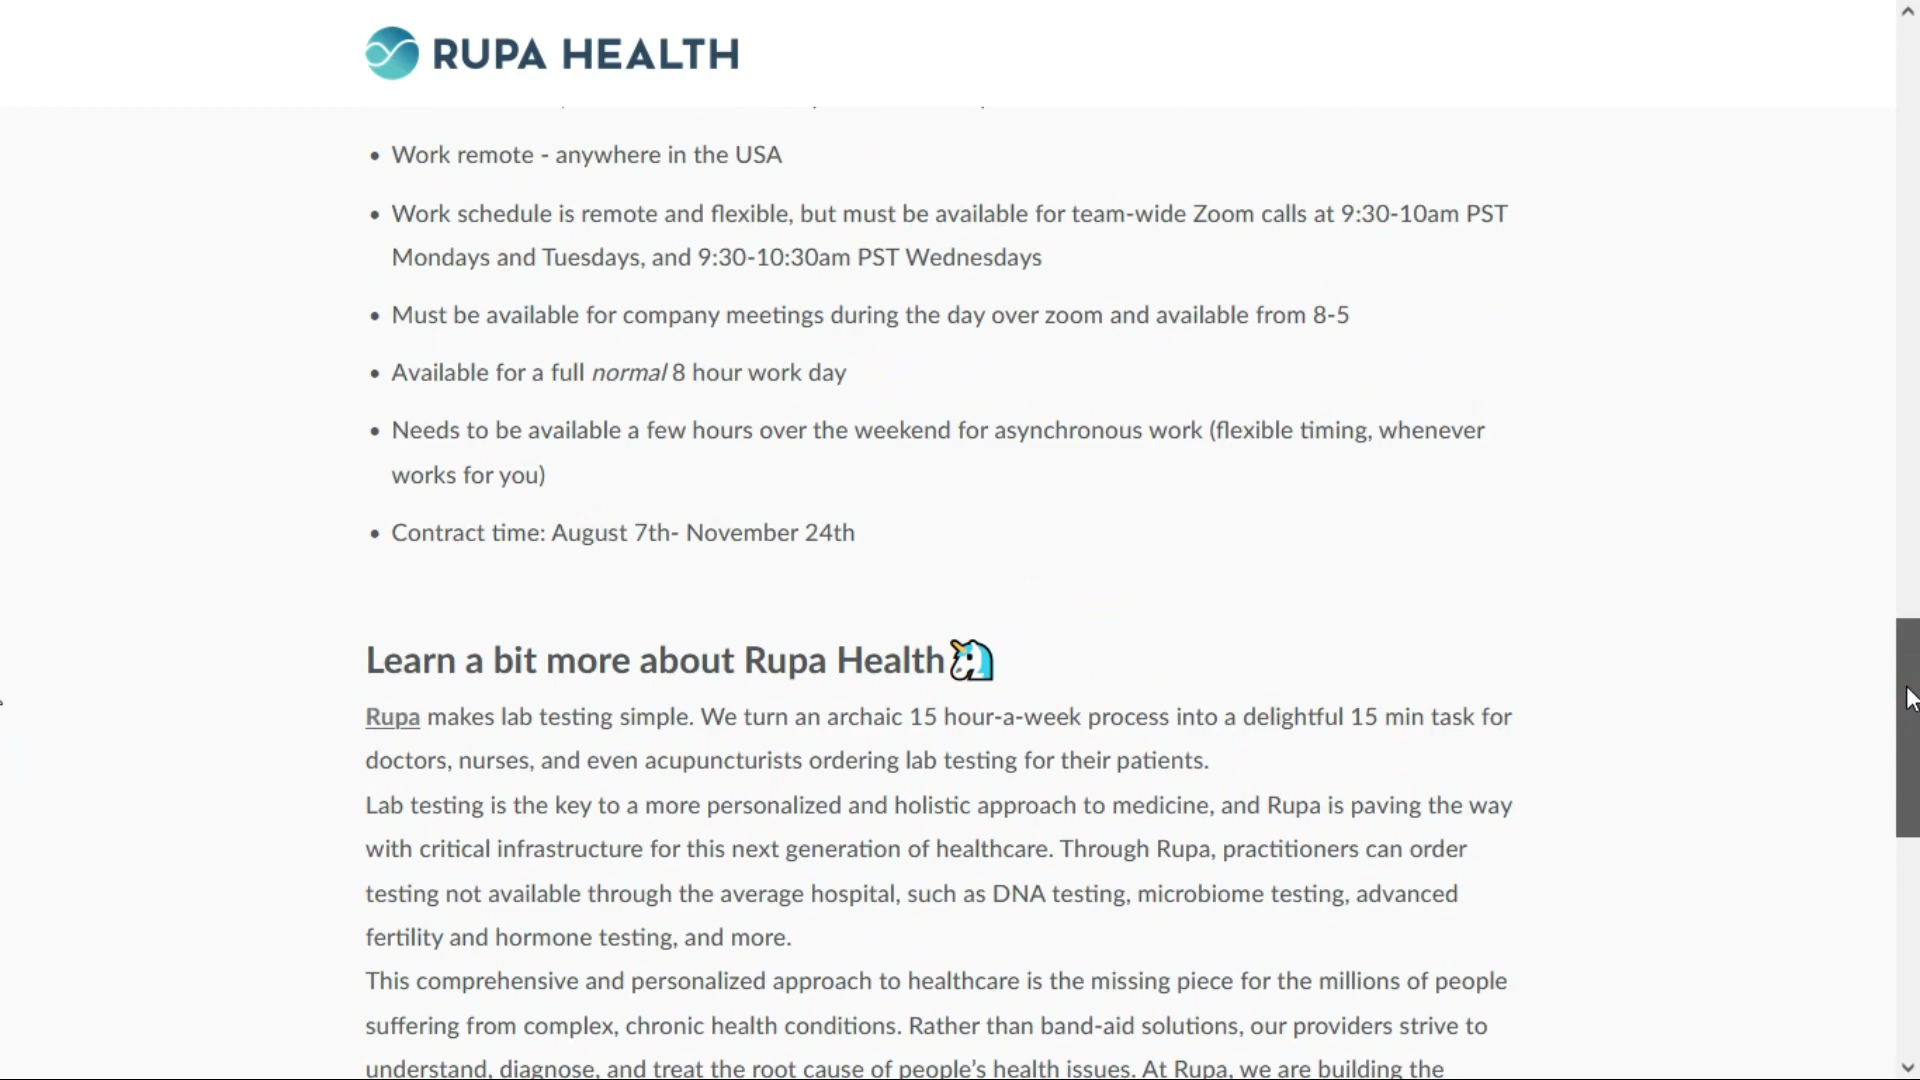 RUPA HEALTH
• Work remote - anywhere in the USA
• Work schedule is remote and flexible, but must be available for team-wide Zoom calls at 9:30-10am PST
Mondays and Tuesdays, and 9:30-10:30am PST Wednesdays
• Must be available for company meetings during the day over zoom and available from 8-5
• Available for a full normal 8 hour work day
• Needs to be available a few hours over the weekend for asynchronous work (flexible timing, whenever
works for you)
• Contract time: August 7th- November 24th
Learn a bit more about Rupa Health
Rupa makes lab testing simple. We turn an archaic 15 hour-a-week process into a delightful 15 min task for
doctors, nurses, and even acupuncturists ordering lab testing for their patients.
Lab testing is the key to a more personalized and holistic approach to medicine, and Rupa is paving the way
with critical infrastructure for this next generation of healthcare. Through Rupa, practitioners can order
testing not available through the average hospital, such as DNA testing, microbiome testing, advanced
fertility and hormone testing, and more.
This comprehensive and personalized approach to healthcare is the missing piece for the millions of people
suffering from complex, chronic health conditions. Rather than band-aid solutions, our providers strive to
understand, diagnose, and treat the root cause of people's health issues. At Rupa, we are building the